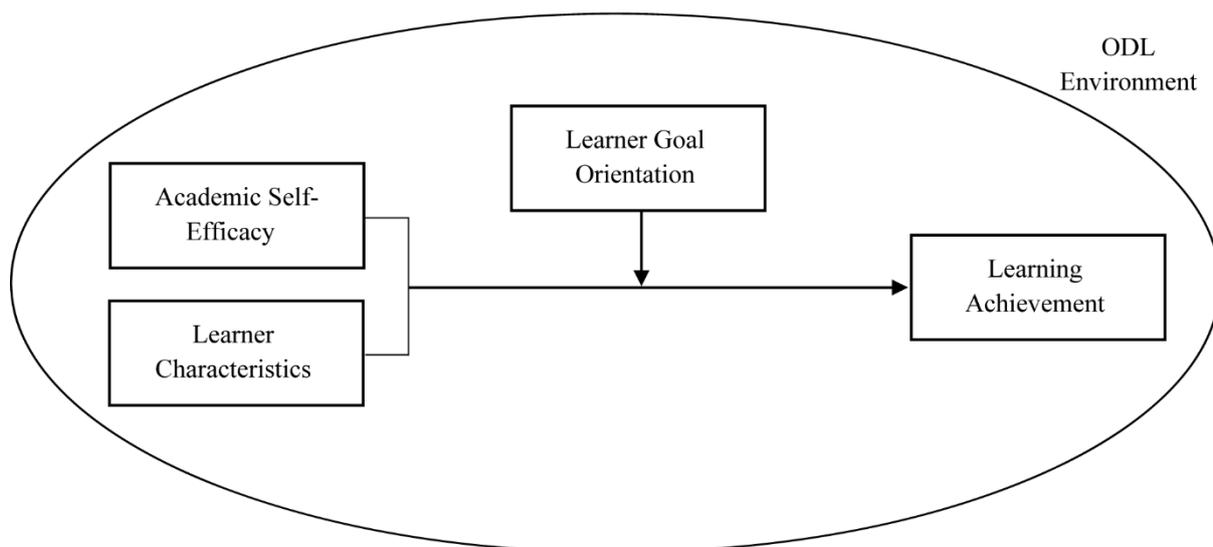 ODL
Environment
Learner Goal
Orientation
Academic Self-
Efficacy
Learner
Characteristics
Learning
Achievement